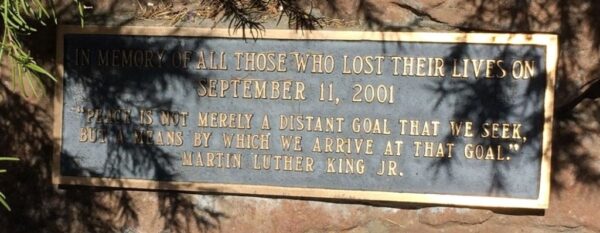 IN MEMORY OF ALL THOSE WHO LOST THEIR LIVES ON
SEPTEMBER 11, 2001
"PEACE IS NOT MERELY A DISTANT GOAL THAT WE SEEK,
BUT A MEANS BY WHICH WE ARRIVE AT THAT GOAL."
MARTIN LUTHER KING JR.